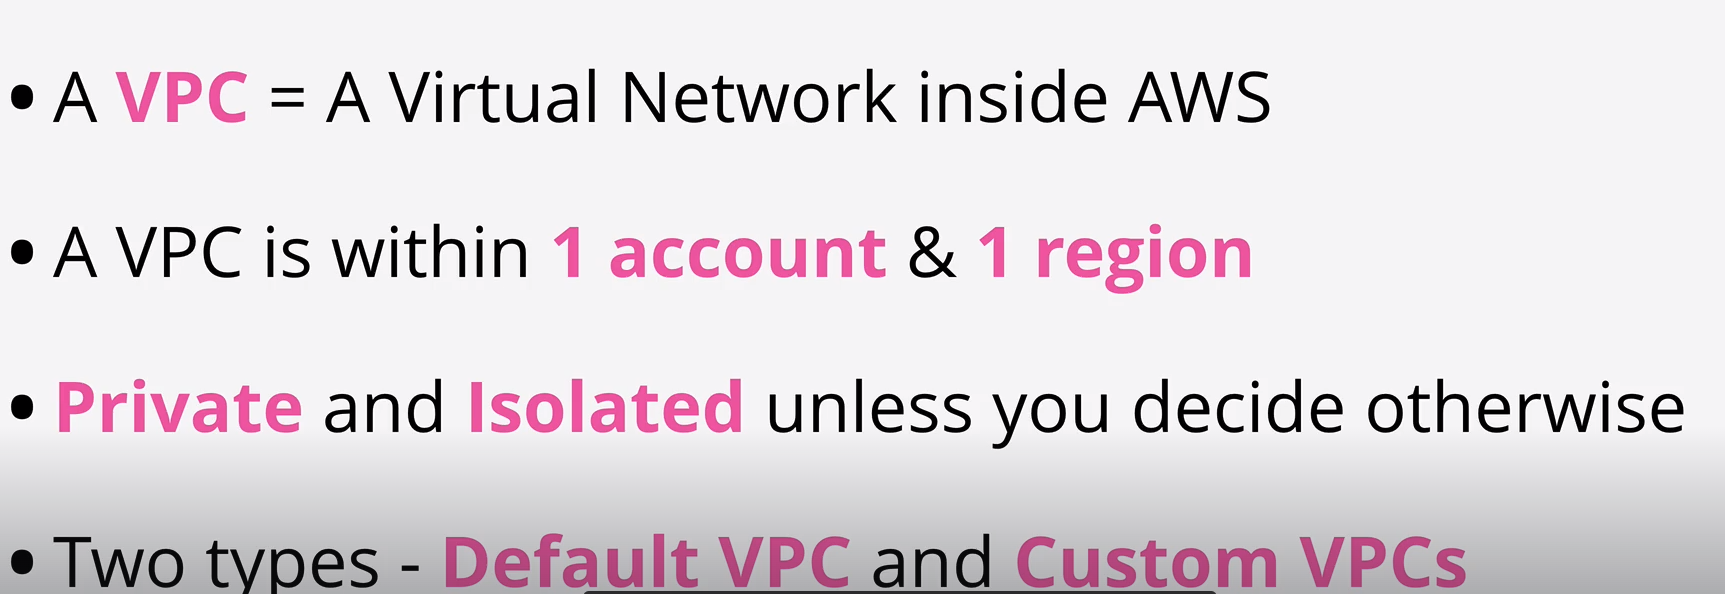 • A VPC = A Virtual Network inside AWS
• A VPC is within 1 account & 1 region
• Private and Isolated unless you decide otherwise
• Two types - Default VPC and Custom VPCs